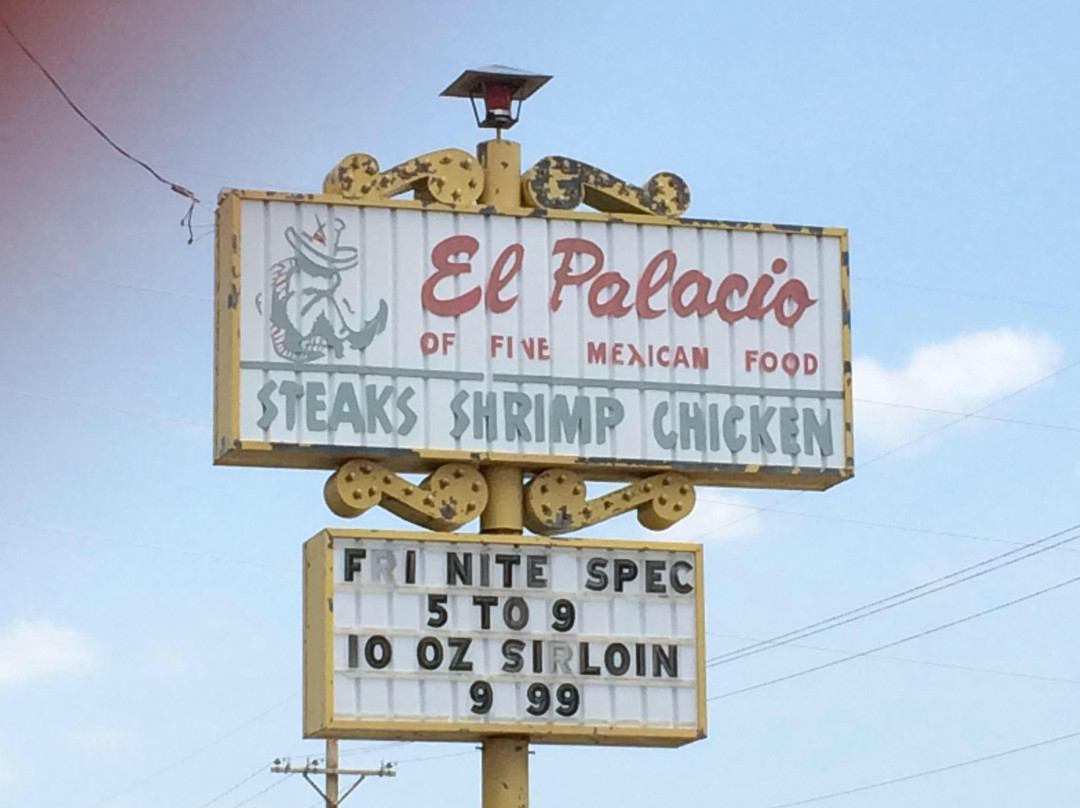 El Palacio
OF FINE MEXICAN FOOD
STEAKS SHRIMP CHICKEN
FRI NITE SPEC
5 TO 9
10 OZ SIRLOIN
9 99